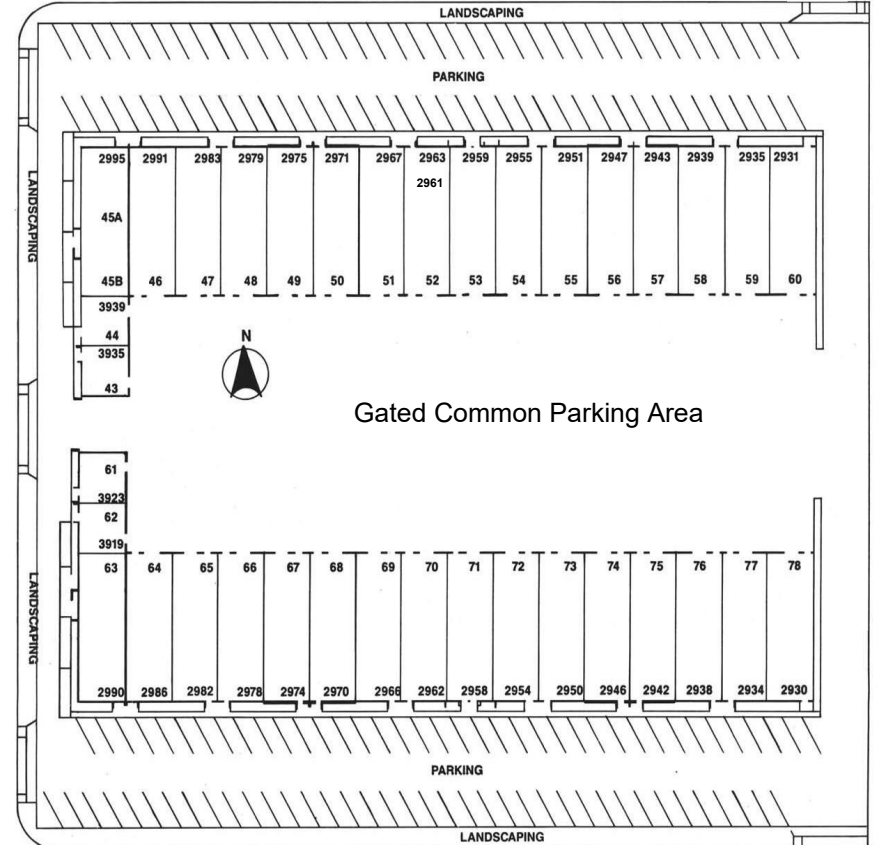 LANDSCAPING
PARKING
2995 2991 2983 2979 2975 2971 2967 2963 2959 2955 2951 2947 2943 2939 2935 2931
2961
LANDSCAPING
45A
45B 46 47 48 49 50 51 52 53 54 55 56 57 58 59 60
3939
44
3935
N
43
Gated Common Parking Area
61
3923
62
3919
63 64 65 66 67 68 69 70 71 72 73 74 75 76 77 78
LANDSCAPING
2990 2986 2982 2978 2974 2970 2966 2962 2958 2954 2950 2946 2942 2938 2934 2930
PARKING
LANDSCAPING